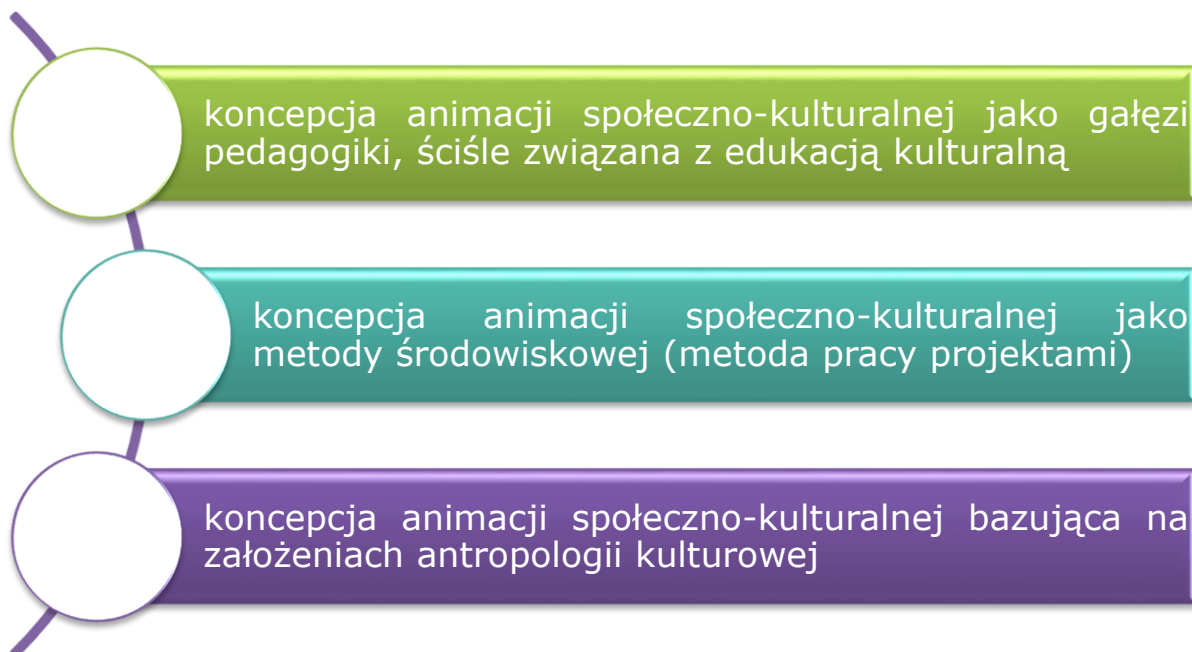 koncepcja animacji społeczno-kulturalnej jako gałęzi
pedagogiki, ściśle związana z edukacją kulturalną
koncepcja animacji społeczno-kulturalnej jako
metody środowiskowej (metoda pracy projektami)
koncepcja animacji społeczno-kulturalnej bazująca na
założeniach antropologii kulturowej